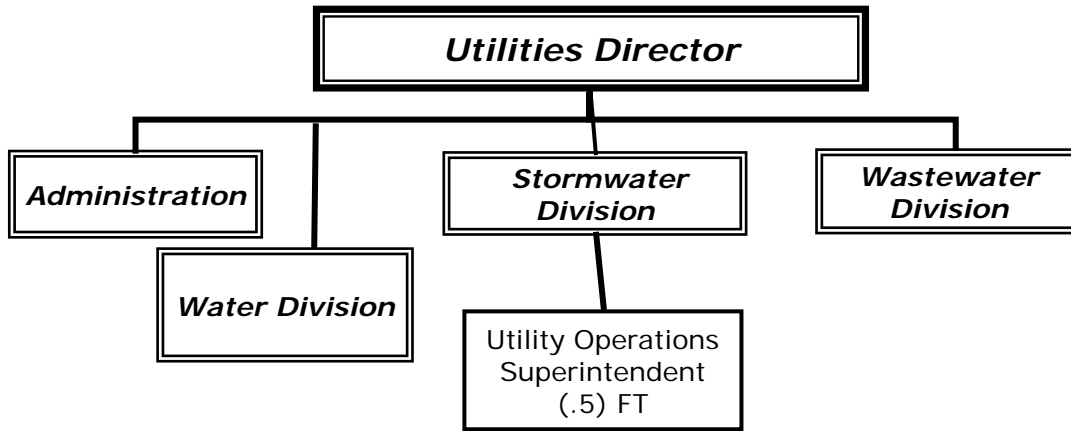 Utilities Director
Administration
Stormwater
Division
Wastewater
Division
Water Division
Utility Operations
Superintendent
(.5) FT